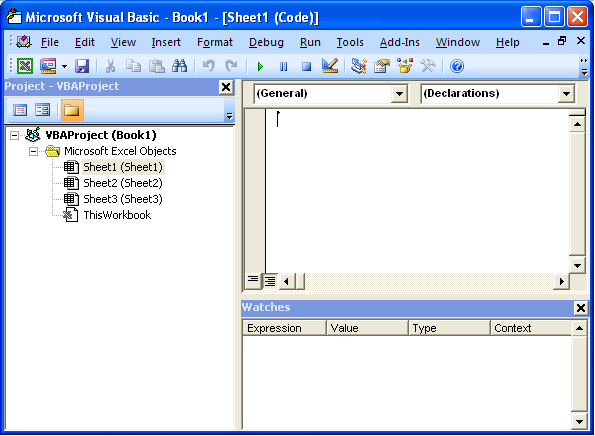 Microsoft Visual Basic - Book1 - [Sheet1 (Code)]
File Edit View Insert Format Debug Run Tools Add-Ins Window Help
Project - VBAProject
(General) (Declarations)
VBAProject (Book1)
Microsoft Excel Objects
Sheet1 (Sheet1)
Sheet2 (Sheet2)
Sheet3 (Sheet3)
ThisWorkbook
Watches
Expression Value Type Context